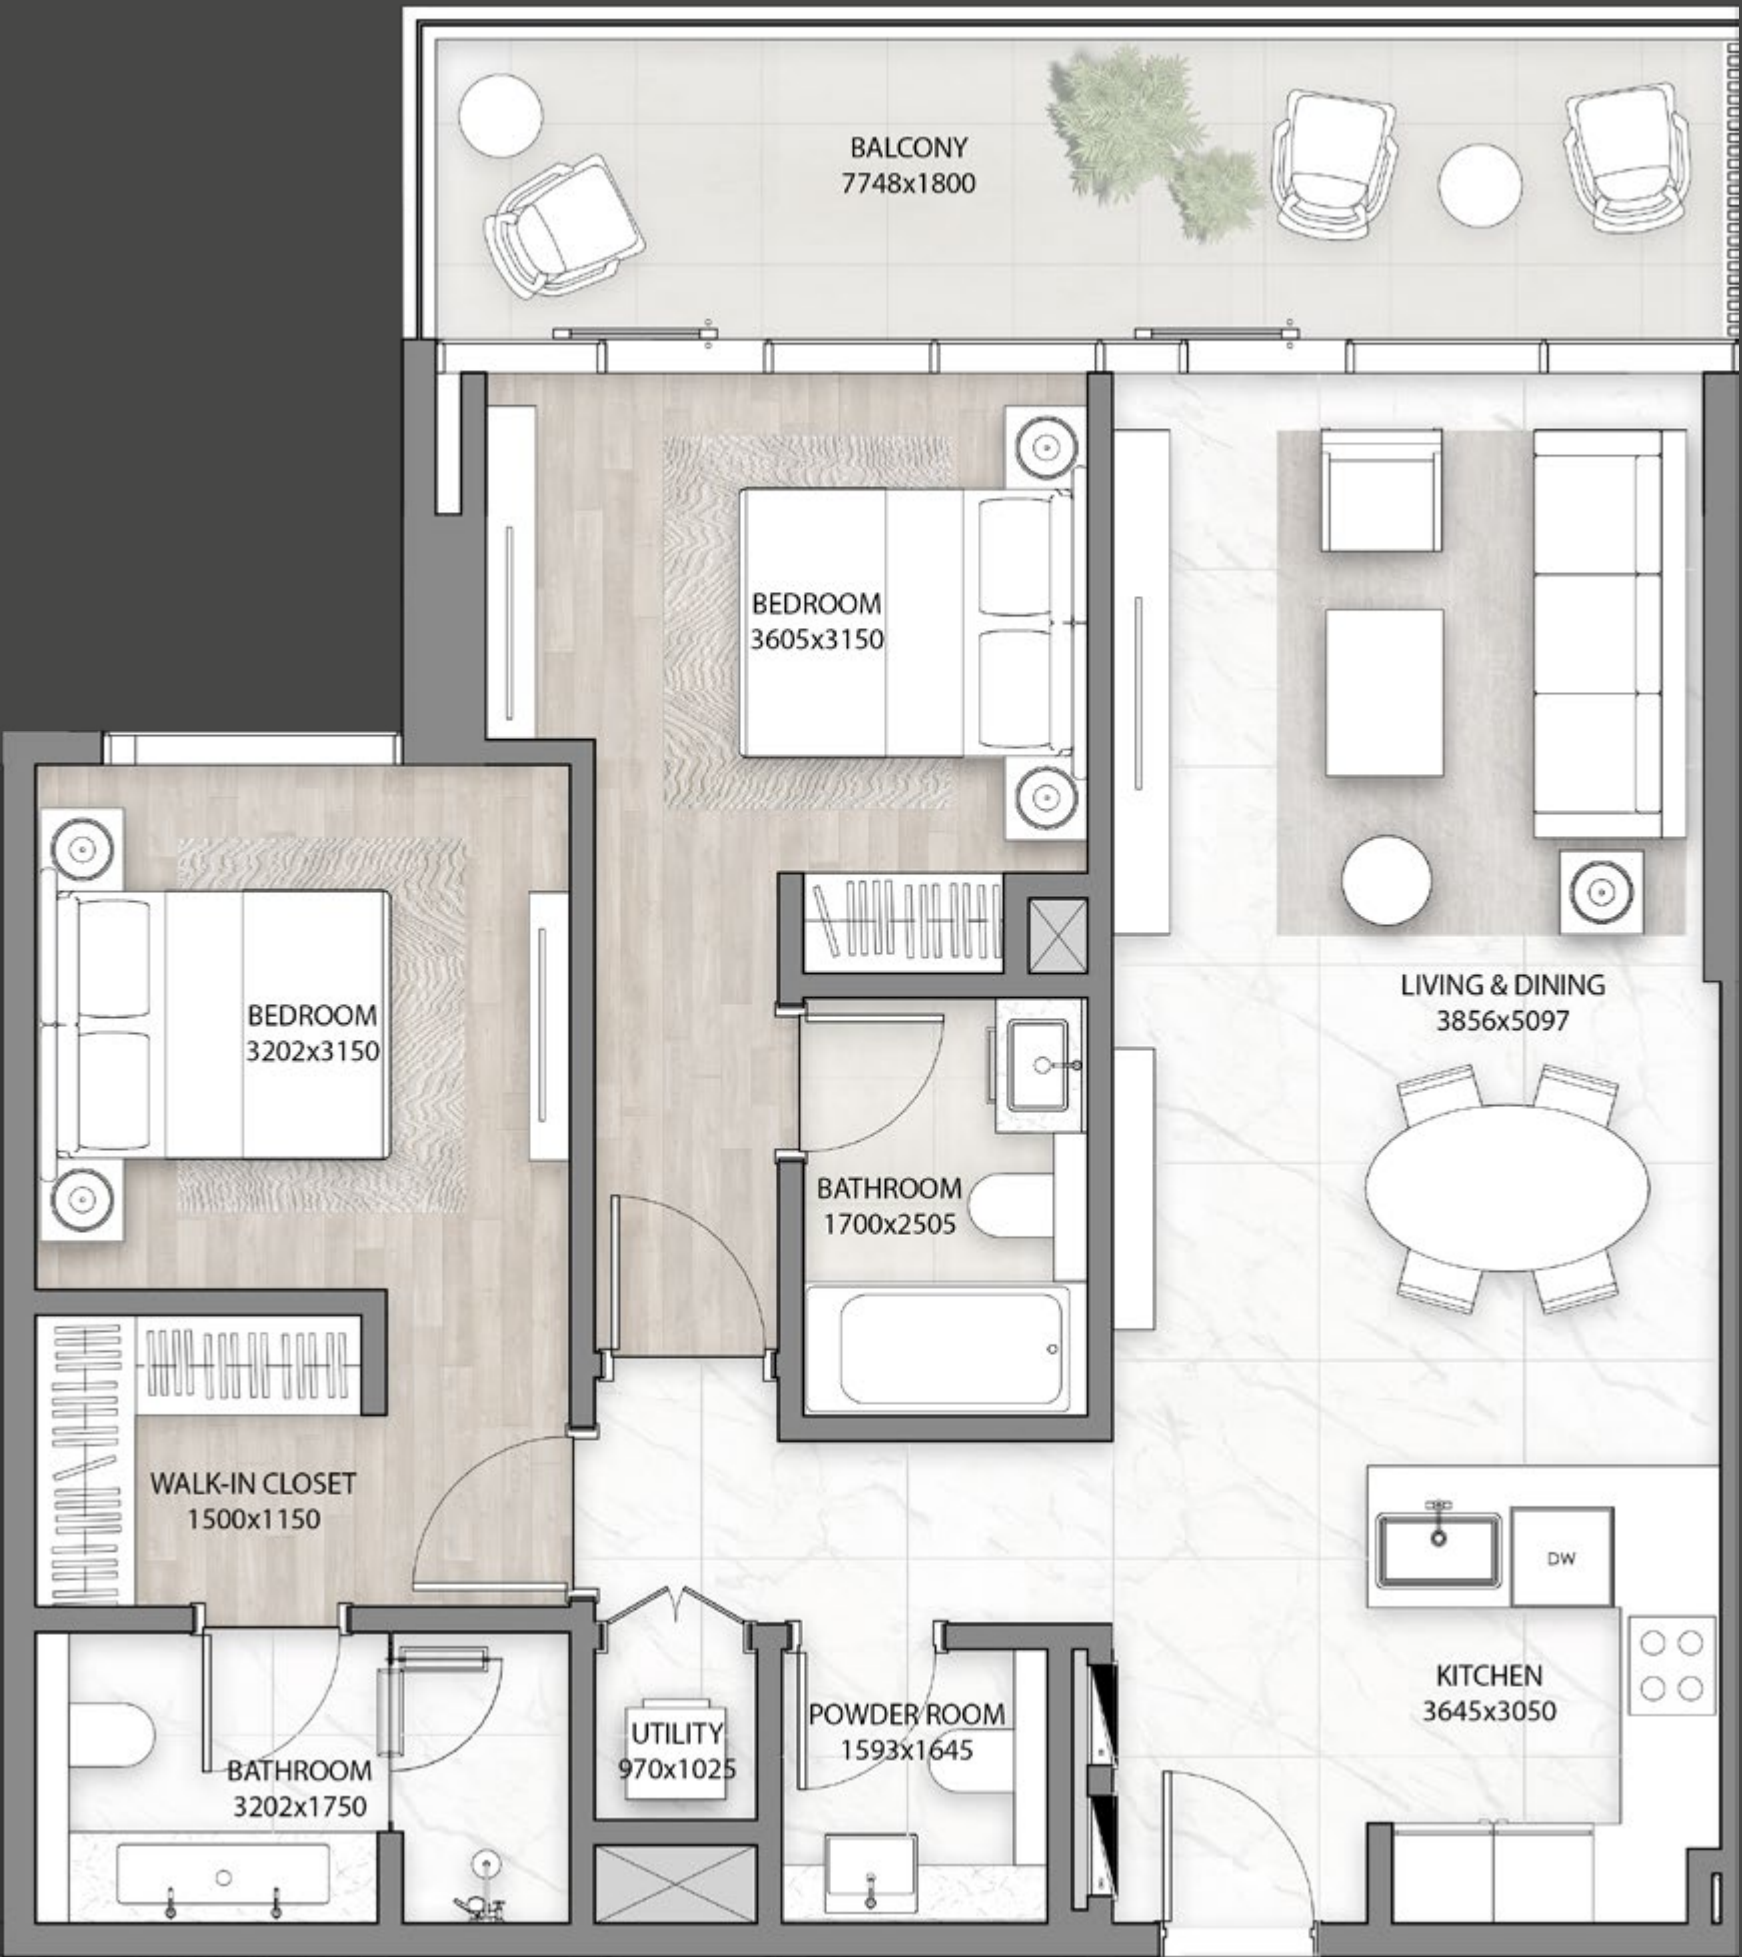 BALCONY
7748x1800
BEDROOM
3605x3150
LIVING & DINING
3856x5097
BEDROOM
3202x3150
BATHROOM
1700x2505
WALK-IN CLOSET
1500x1150
DW
KITCHEN
3645x3050
POWDER ROOM
1593x1645
UTILITY
970x1025
BATHROOM
3202x1750